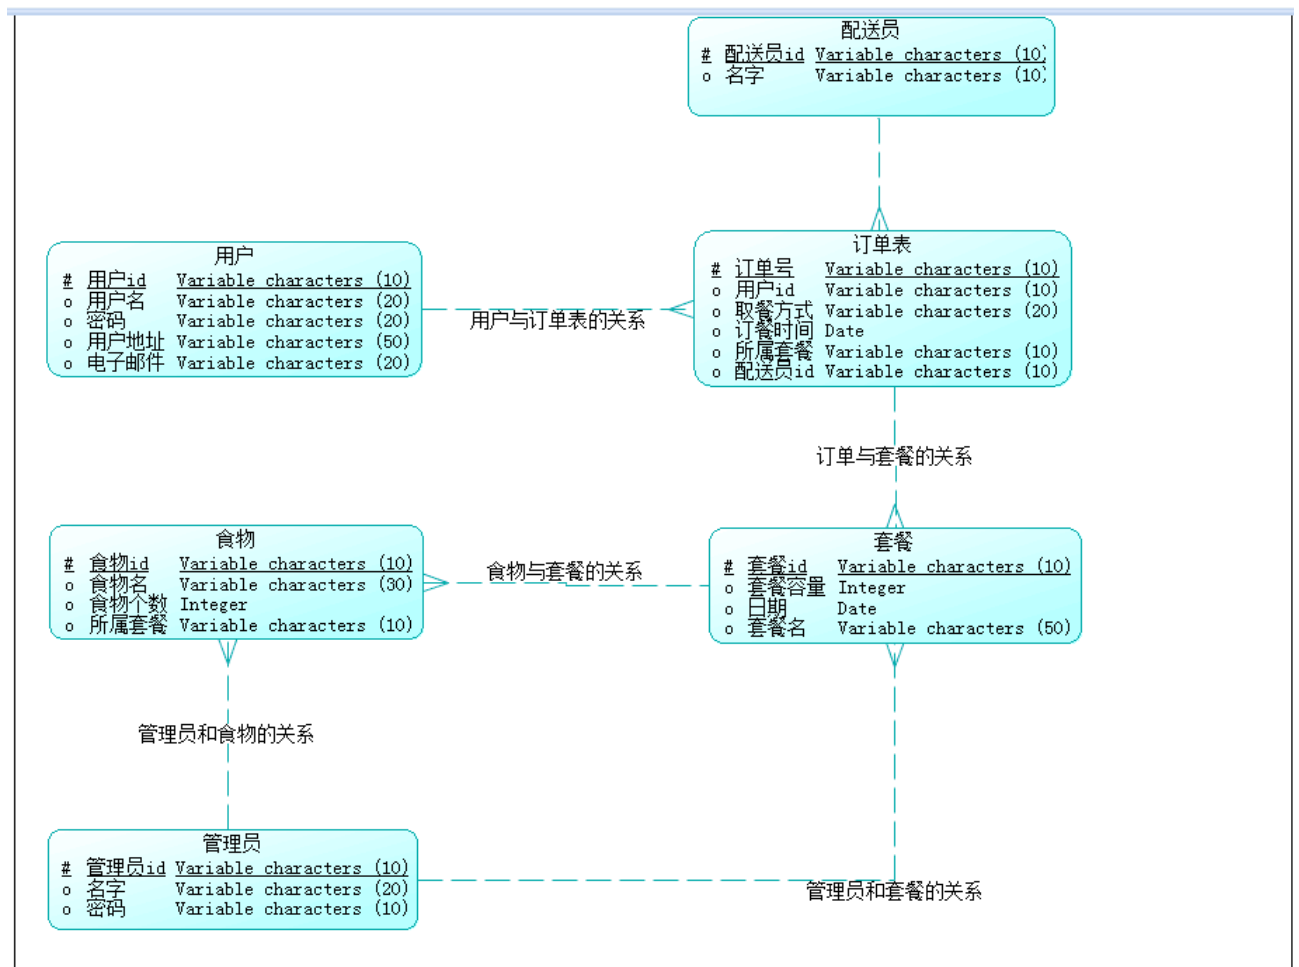 配送员
# 配送员id Variable characters (10)
o 名字 Variable characters (10)
用户
# 用户id Variable characters (10)
o 用户名 Variable characters (20)
o 密码 Variable characters (20)
o 用户地址 Variable characters (50)
o 电子邮件 Variable characters (20)
用户与订单表的关系
订单表
# 订单号 Variable characters (10)
o 用户id Variable characters (10)
o 取餐方式 Variable characters (20)
o 订餐时间 Date
o 所属套餐 Variable characters (10)
o 配送员id Variable characters (10)
订单与套餐的关系
食物
# 食物id Variable characters (10)
o 食物名 Variable characters (30)
o 食物个数 Integer
o 所属套餐 Variable characters (10)
食物与套餐的关系
套餐
# 套餐id Variable characters (10)
o 套餐容量 Integer
o 日期 Date
o 套餐名 Variable characters (50)
管理员和食物的关系
管理员
# 管理员id Variable characters (10)
o 名字 Variable characters (20)
o 密码 Variable characters (10)
管理员和套餐的关系